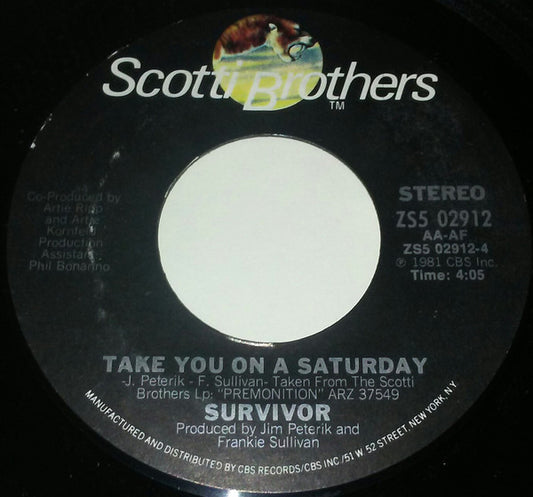 Scotti Brothers
TM
Co-Produced by
Artie Ripp
and Artie
Kornfeld
Production
Assistant
Phil Bonanno
STEREO
ZS5 02912
AA-AF
ZS5 02912-4
℗ 1981 CBS Inc.
Time: 4:05
TAKE YOU ON A SATURDAY
-J. Peterik - F. Sullivan- Taken From The Scotti
Brothers Lp: "PREMONITION" ARZ 37549
SURVIVOR
Produced by Jim Peterik and
Frankie Sullivan
MANUFACTURED AND DISTRIBUTED BY CBS RECORDS/CBS INC./51 W 52 STREET, NEW YORK, N.Y.